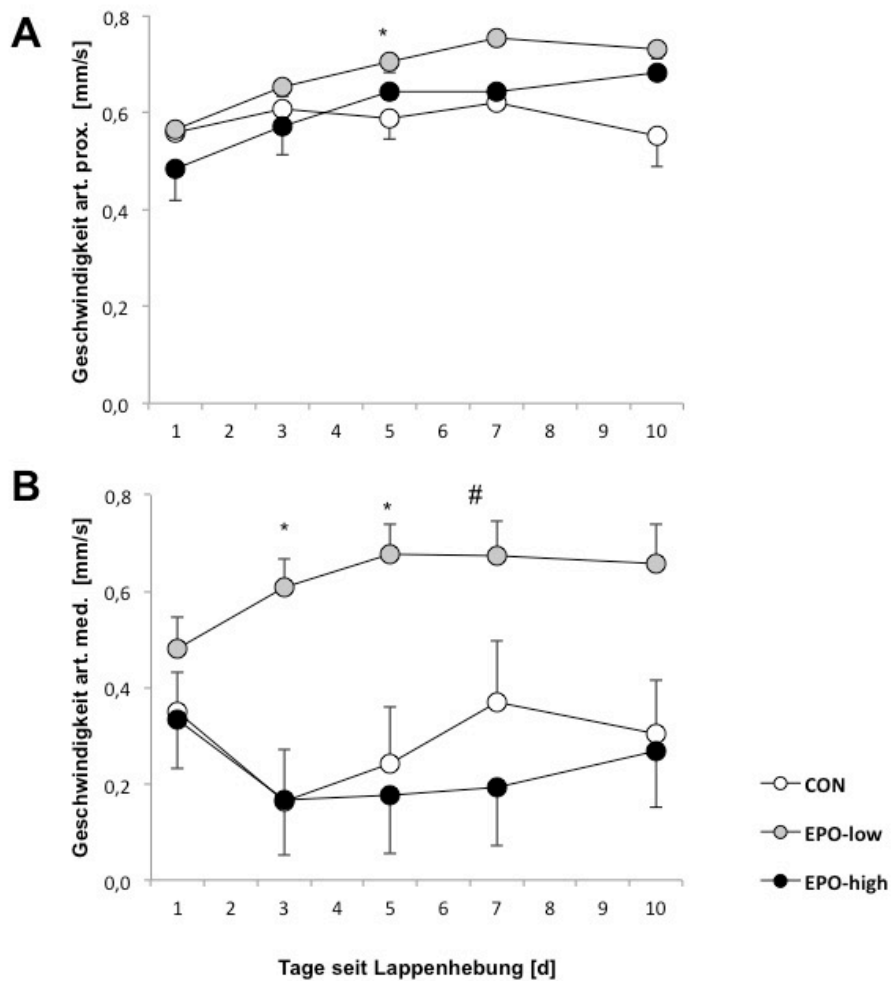 A
Geschwindigkeit art. prox. [mm/s]
0,8
0,6
0,4
0,2
0,0
*
1 2 3 4 5 6 7 8 9 10
B
Geschwindigkeit art. med. [mm/s]
0,8
0,6
0,4
0,2
0,0
* * #
1 2 3 4 5 6 7 8 9 10
Tage seit Lappenhebung [d]
CON
EPO-low
EPO-high